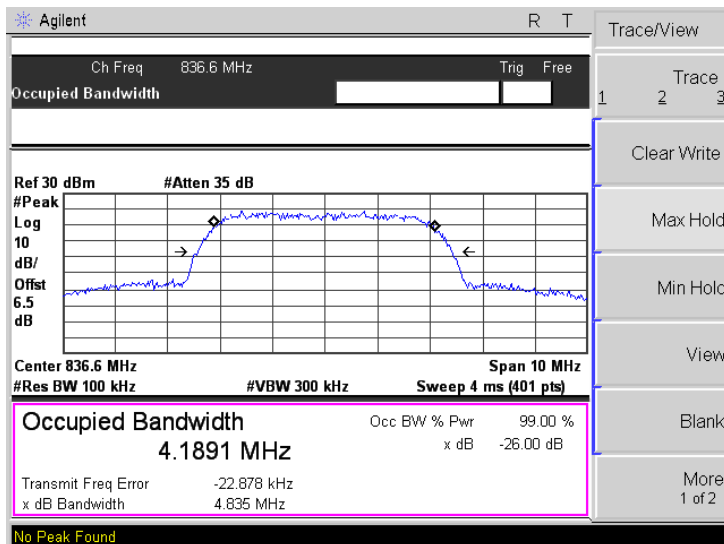 Agilent R T
Trace/View
Ch Freq 836.6 MHz Trig Free
Occupied Bandwidth
Trace
1 2 3
Clear Write
Max Hold
Min Hold
View
Blank
More
1 of 2
Ref 30 dBm #Atten 35 dB
#Peak
Log
10
dB/
Offst
6.5
dB
Center 836.6 MHz Span 10 MHz
#Res BW 100 kHz #VBW 300 kHz Sweep 4 ms (401 pts)
Occupied Bandwidth
4.1891 MHz
Occ BW % Pwr 99.00 %
x dB -26.00 dB
Transmit Freq Error -22.878 kHz
x dB Bandwidth 4.835 MHz
No Peak Found